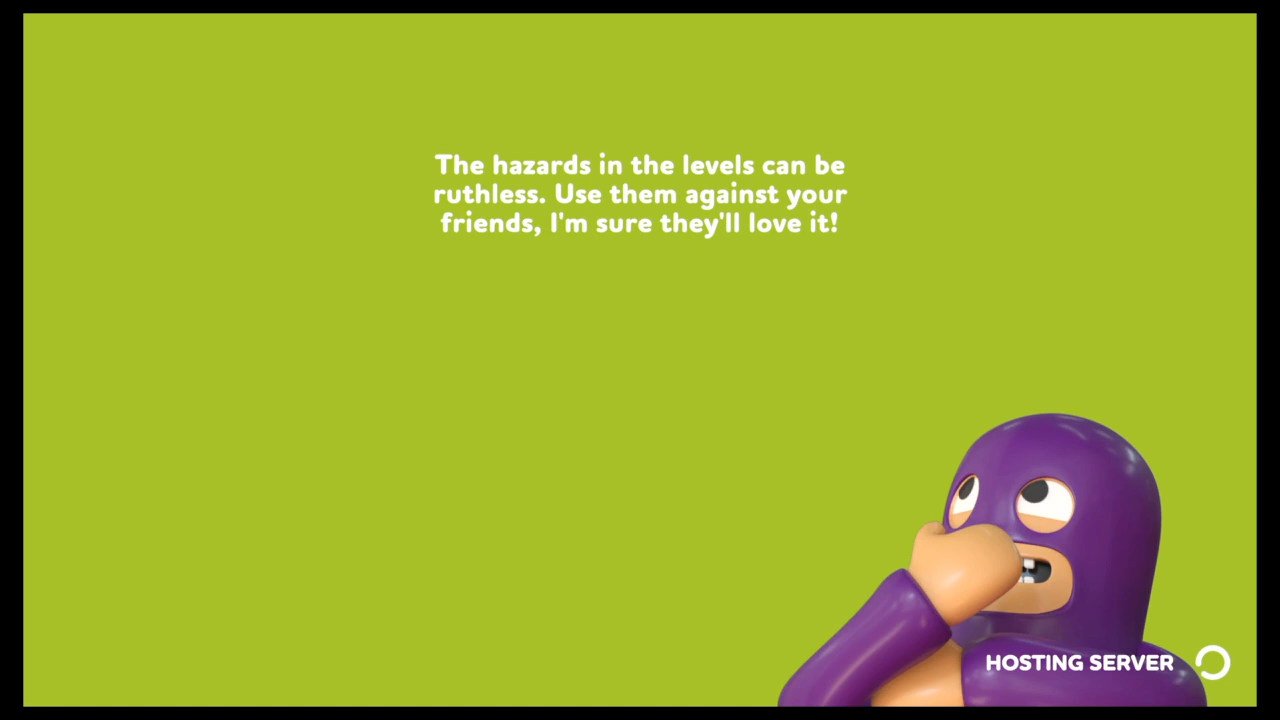 The hazards in the levels can be
ruthless. Use them against your
friends, I'm sure they'll love it!
HOSTING SERVER